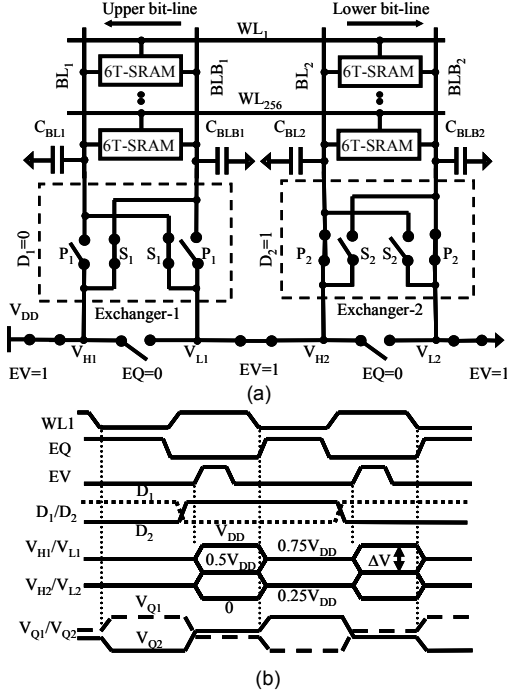 Upper bit-line
Lower bit-line
WL1
BL1
6T-SRAM
BLB1
BL2
6T-SRAM
BLB2
WL256
CBL1
6T-SRAM
CBLB1
CBL2
6T-SRAM
CBLB2
D1=0
P1
S1
S1
P1
D2=1
P2
S2
S2
P2
VDD
Exchanger-1
Exchanger-2
VH1
VL1
VH2
VL2
EV=1
EQ=0
EV=1
EQ=0
EV=1
(a)
WL1
EQ
EV
D1
D1/D2
D2
VDD
VH1/VL1
0.5VDD
0.75VDD
ΔV
VH2/VL2
0
0.25VDD
VQ1
VQ1/VQ2
VQ2
(b)